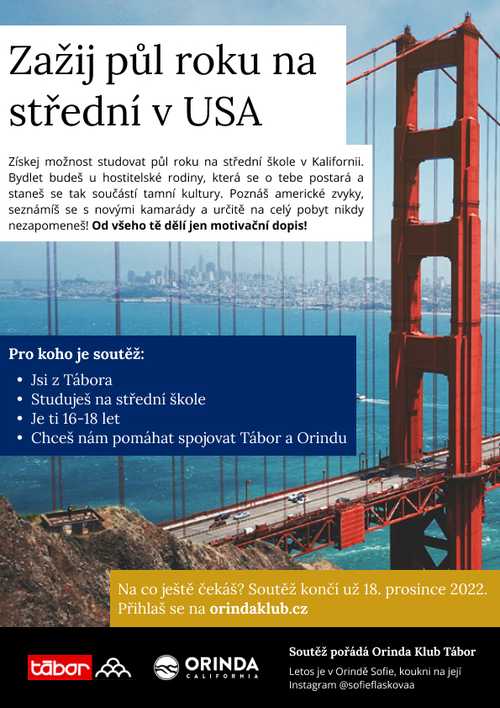 Zažij půl roku na
střední v USA
Získej možnost studovat půl roku na střední škole v Kalifornii.
Bydlet budeš u hostitelské rodiny, která se o tebe postará a
staneš se tak součástí tamní kultury. Poznáš americké zvyky,
seznámíš se s novými kamarády a určitě na celý pobyt nikdy
nezapomeneš! Od všeho tě dělí jen motivační dopis!
Pro koho je soutěž:
• Jsi z Tábora
• Studuješ na střední škole
• Je ti 16-18 let
• Chceš nám pomáhat spojovat Tábor a Orindu
Na co ještě čekáš? Soutěž končí už 18. prosince 2022.
Přihlaš se na orindaklub.cz
tábor
ORINDA
CALIFORNIA
Soutěž pořádá Orinda Klub Tábor
Letos je v Orindě Sofie, koukni na její
Instagram @sofieflaskovaa